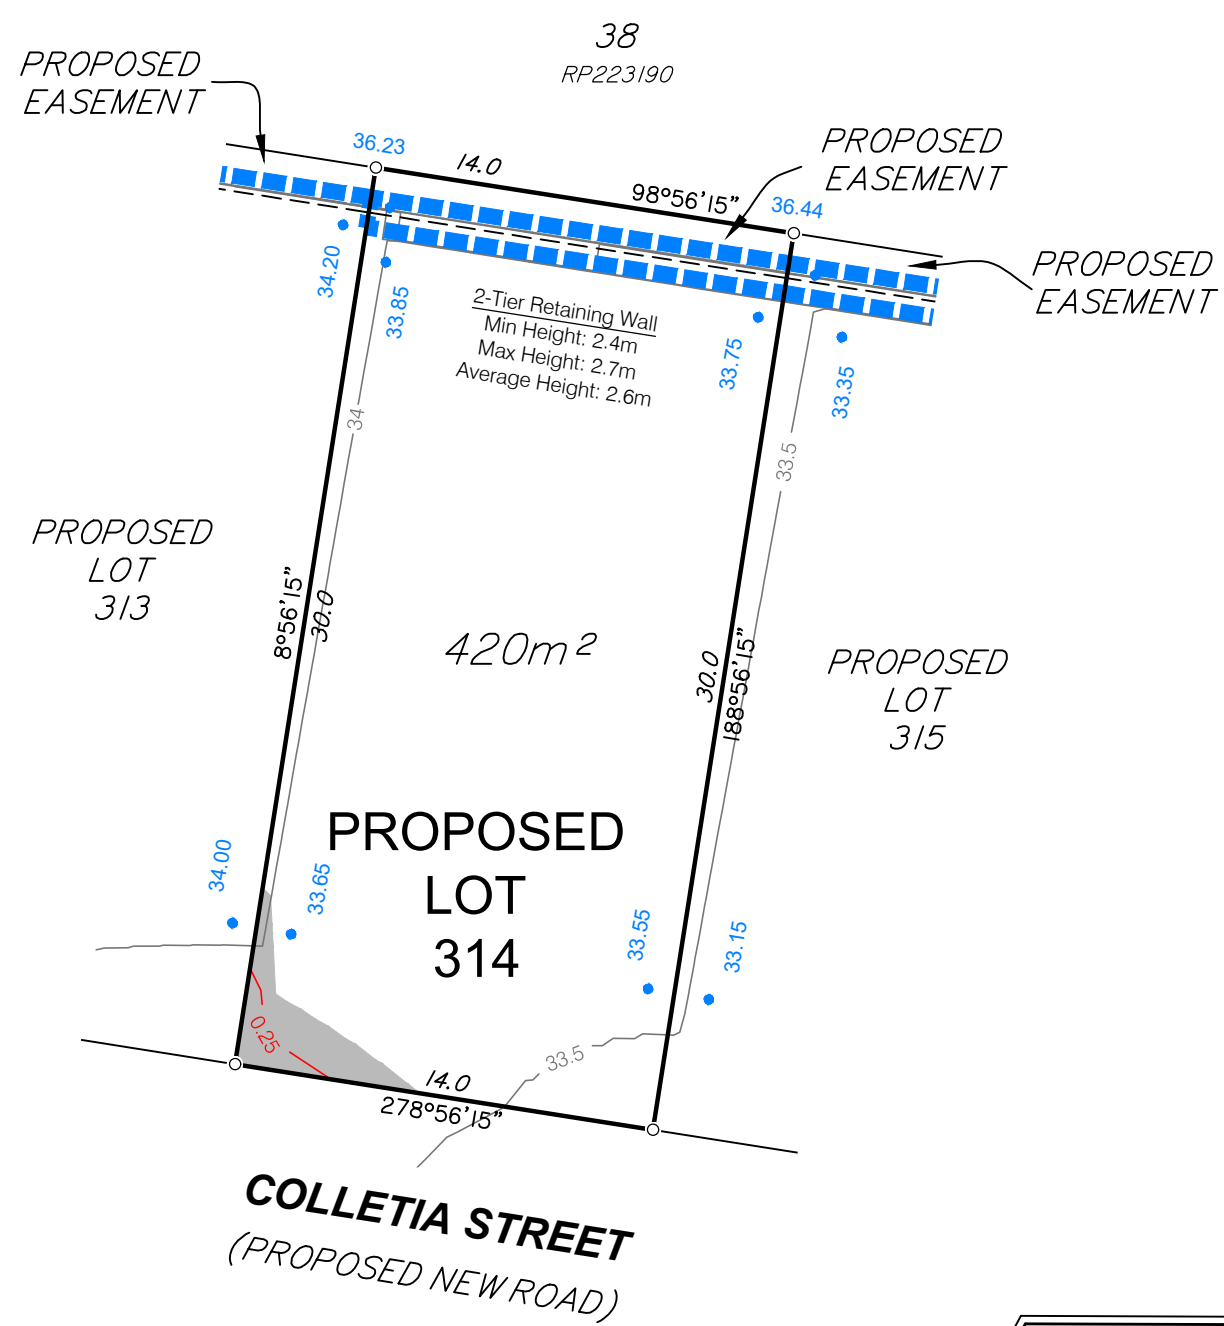 38
RP223190
PROPOSED
EASEMENT
36.23
14.0
98°56'15"
PROPOSED
EASEMENT
36.44
PROPOSED
EASEMENT
34.20
33.85
2-Tier Retaining Wall
Min Height: 2.4m
Max Height: 2.7m
Average Height: 2.6m
33.75
33.35
34
33.5
PROPOSED
LOT
313
8°56'15"
30.0
420m²
30.0
188°56'15"
PROPOSED
LOT
315
PROPOSED
LOT
314
34.00
33.65
33.55
33.15
0.25
33.5
14.0
278°56'15"
COLLETIA STREET
(PROPOSED NEW ROAD)